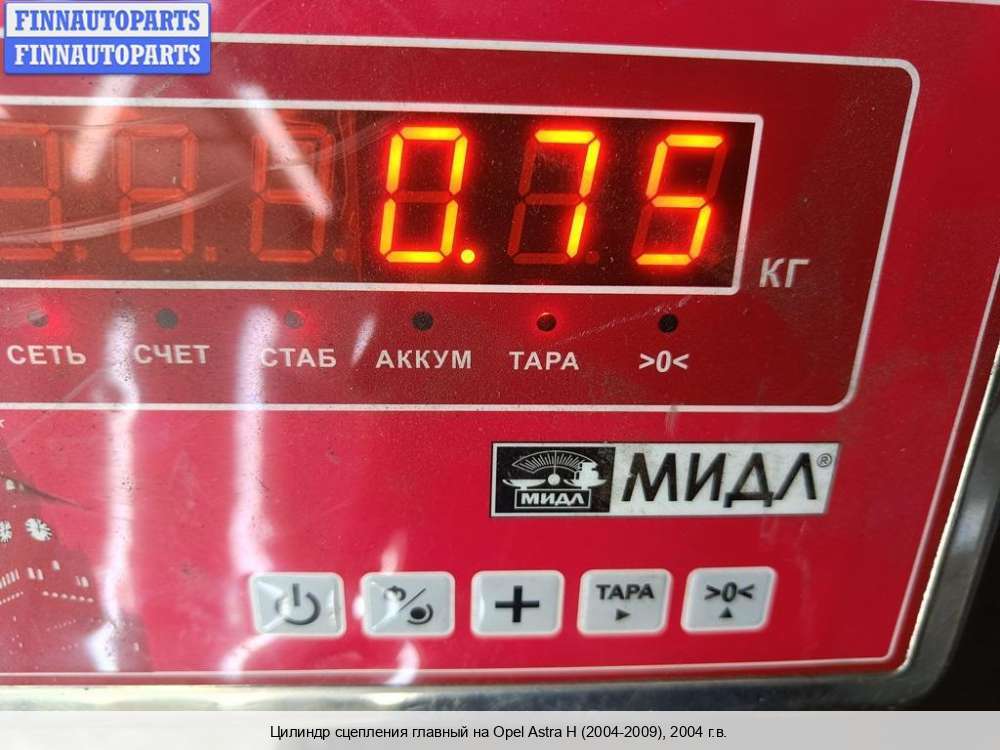 FINNAUTOPARTS
FINNAUTOPARTS
0.75
КГ
СЕТЬ СЧЕТ СТАБ АККУМ ТАРА >0<
МИДЛ МИДЛ®
ТАРА >0<
Цилиндр сцепления главный на Opel Astra H (2004-2009), 2004 г.в.